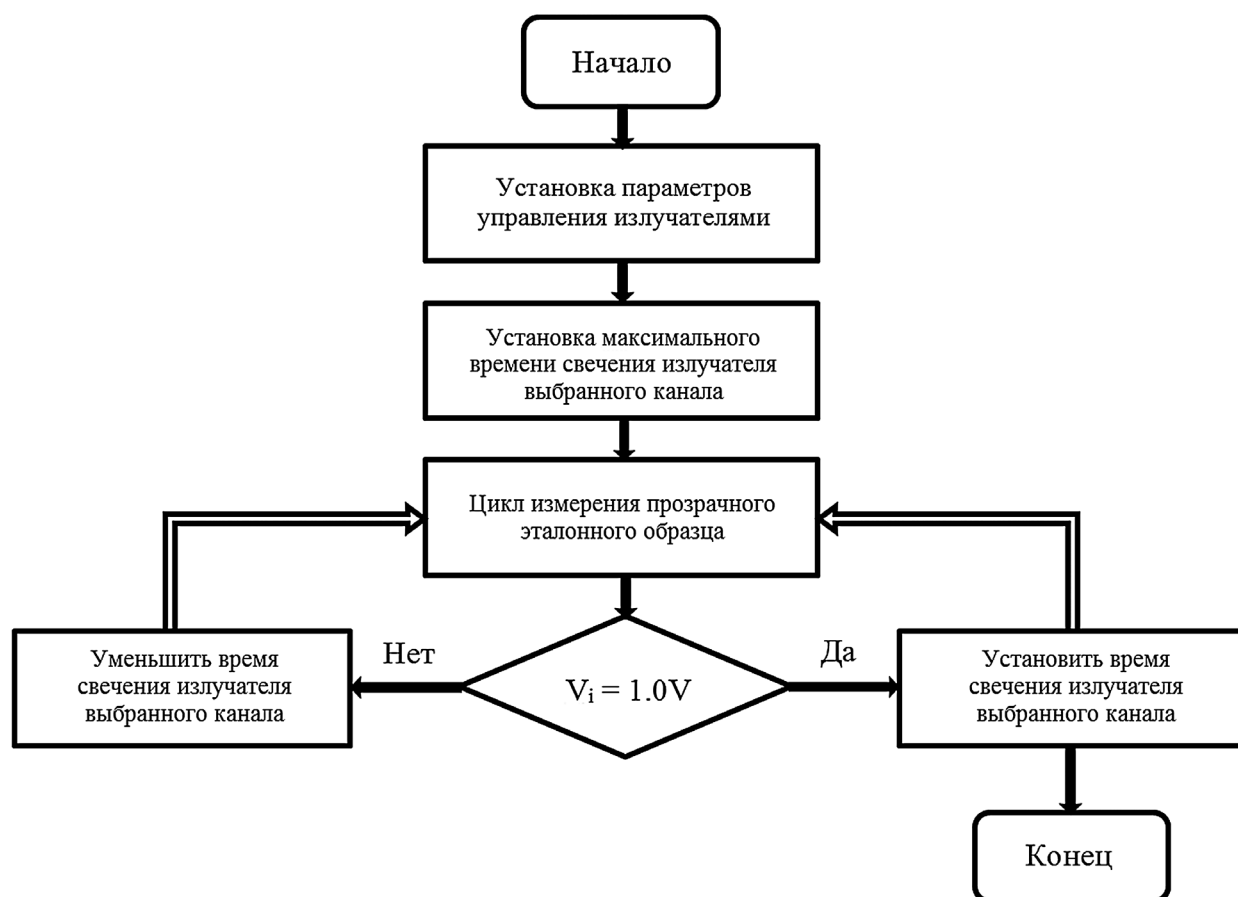 Начало
Установка параметров
управления излучателями
Установка максимального
времени свечения излучателя
выбранного канала
Цикл измерения прозрачного
эталонного образца
Нет
Да
Уменьшить время
свечения излучателя
выбранного канала
Vᵢ = 1.0V
Установить время
свечения излучателя
выбранного канала
Конец